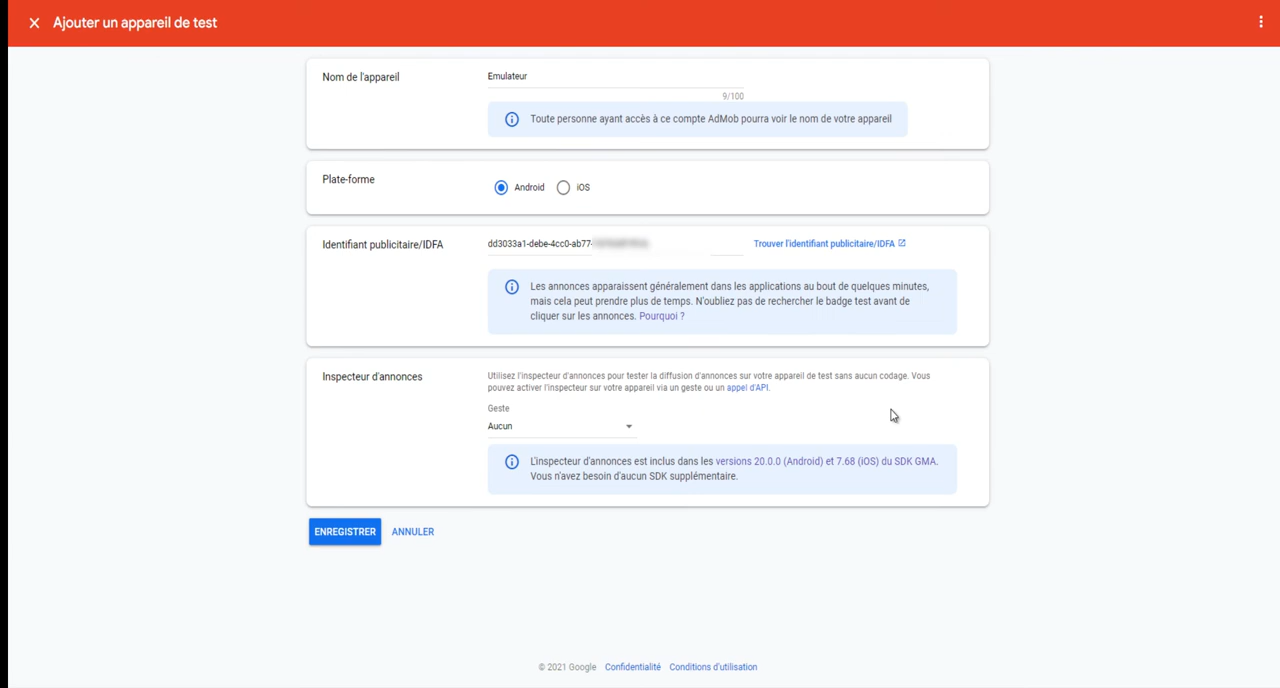 Ajouter un appareil de test
Nom de l'appareil
Emulateur
9/100
Toute personne ayant accès à ce compte AdMob pourra voir le nom de votre appareil
Plate-forme
Android
iOS
Identifiant publicitaire/IDFA
dd3033a1-debe-4cc0-ab77-
Trouver l'identifiant publicitaire/IDFA
Les annonces apparaissent généralement dans les applications au bout de quelques minutes,
mais cela peut prendre plus de temps. N'oubliez pas de rechercher le badge test avant de
cliquer sur les annonces. Pourquoi ?
Inspecteur d'annonces
Utilisez l'inspecteur d'annonces pour tester la diffusion d'annonces sur votre appareil de test sans aucun codage. Vous
pouvez activer l'inspecteur sur votre appareil via un geste ou un appel d'API.
Geste
Aucun
L'inspecteur d'annonces est inclus dans les versions 20.0.0 (Android) et 7.68 (iOS) du SDK GMA.
Vous n'avez besoin d'aucun SDK supplémentaire.
ENREGISTRER
ANNULER
© 2021 Google Confidentialité Conditions d'utilisation